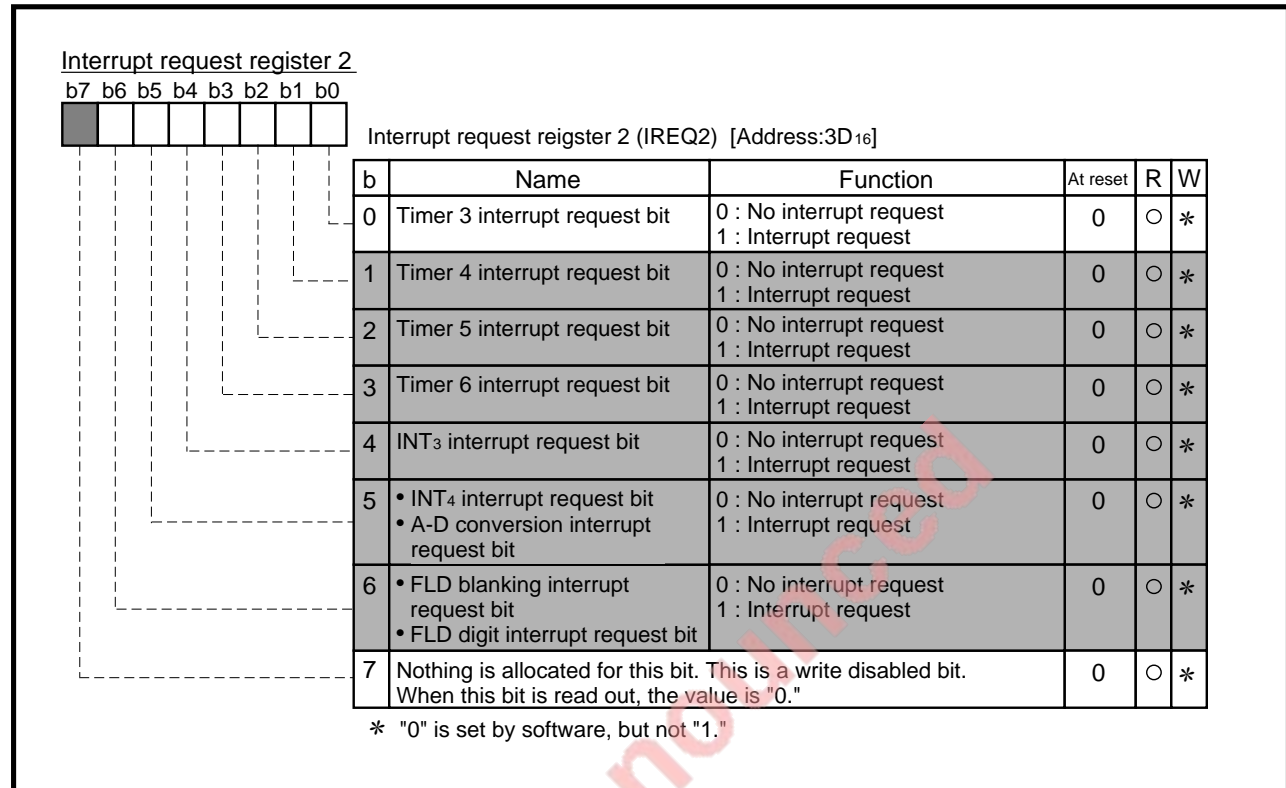 Interrupt request register 2
b7 b6 b5 b4 b3 b2 b1 b0
Interrupt request reigster 2 (IREQ2) [Address:3D16]
b Name Function At reset R W
0 Timer 3 interrupt request bit 0 : No interrupt request 0 ○ *
1 : Interrupt request
1 Timer 4 interrupt request bit 0 : No interrupt request 0 ○ *
1 : Interrupt request
2 Timer 5 interrupt request bit 0 : No interrupt request 0 ○ *
1 : Interrupt request
3 Timer 6 interrupt request bit 0 : No interrupt request 0 ○ *
1 : Interrupt request
4 INT3 interrupt request bit 0 : No interrupt request 0 ○ *
1 : Interrupt request
5 • INT4 interrupt request bit 0 : No interrupt request 0 ○ *
• A-D conversion interrupt 1 : Interrupt request
request bit
6 • FLD blanking interrupt 0 : No interrupt request 0 ○ *
request bit 1 : Interrupt request
• FLD digit interrupt request bit
7 Nothing is allocated for this bit. This is a write disabled bit. 0 ○ *
When this bit is read out, the value is "0."
* "0" is set by software, but not "1."
nounced